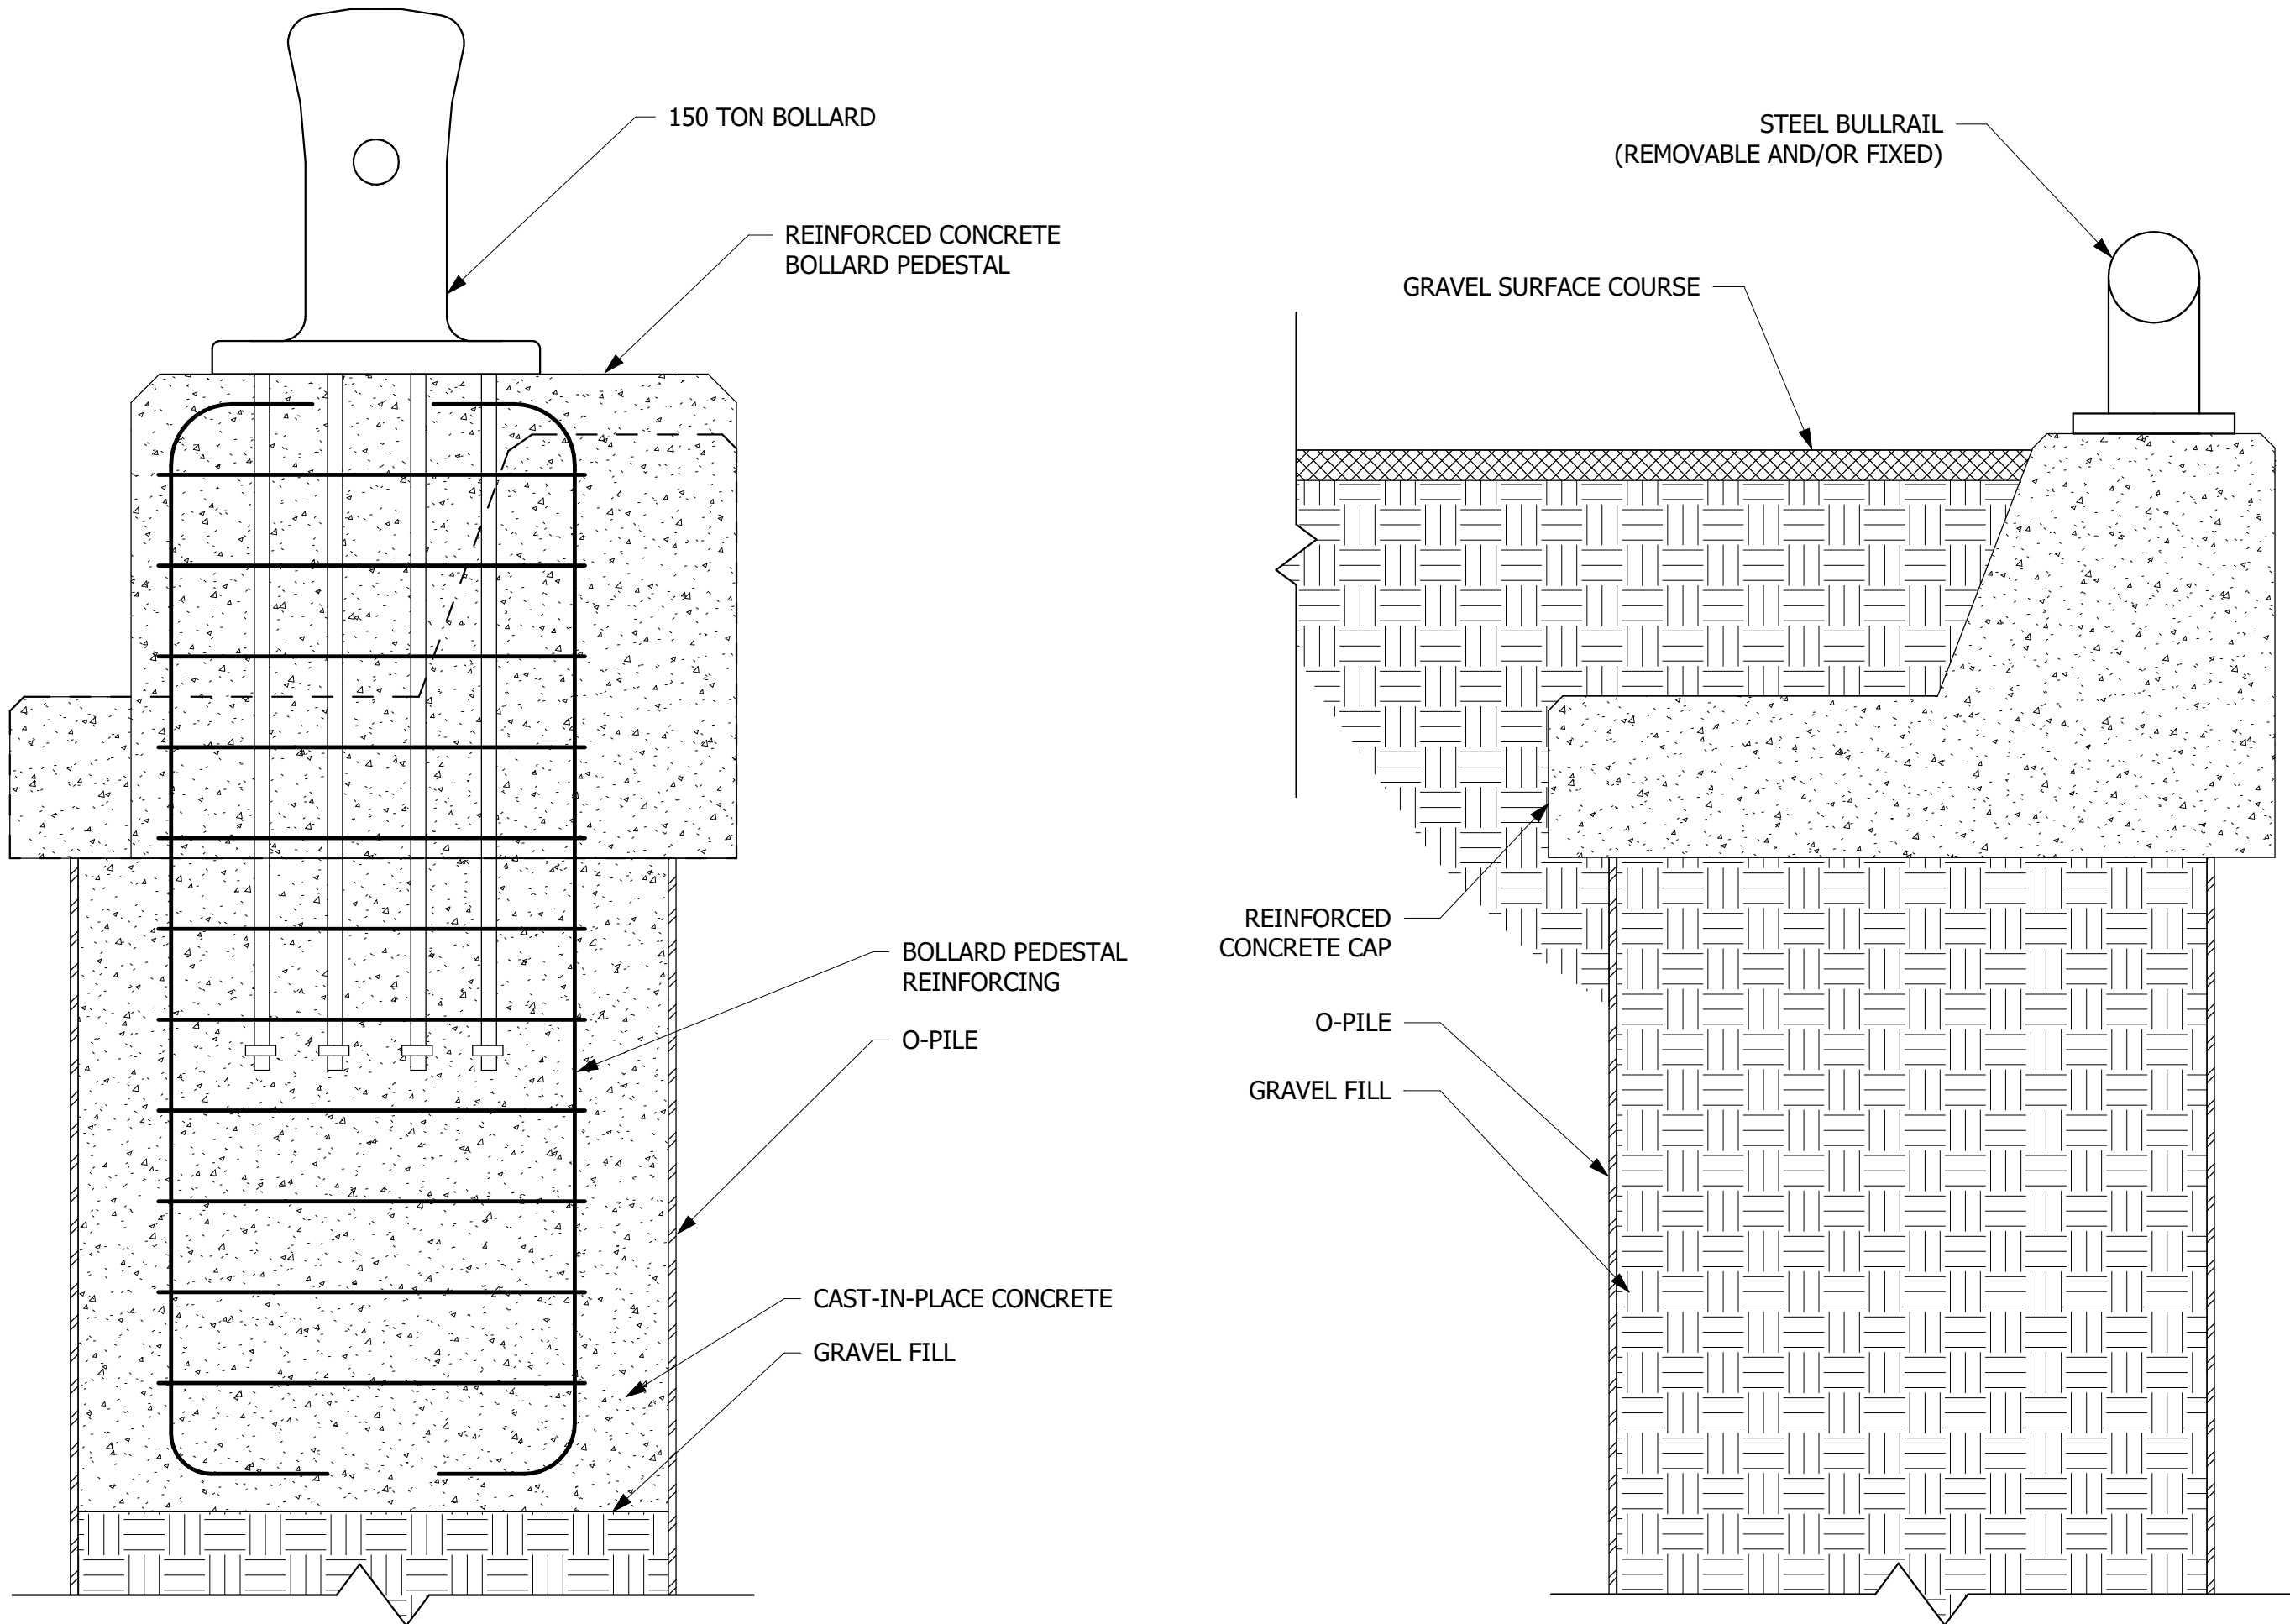 150 TON BOLLARD
REINFORCED CONCRETE
BOLLARD PEDESTAL
BOLLARD PEDESTAL
REINFORCING
O-PILE
CAST-IN-PLACE CONCRETE
GRAVEL FILL
STEEL BULLRAIL
(REMOVABLE AND/OR FIXED)
GRAVEL SURFACE COURSE
REINFORCED
CONCRETE CAP
O-PILE
GRAVEL FILL